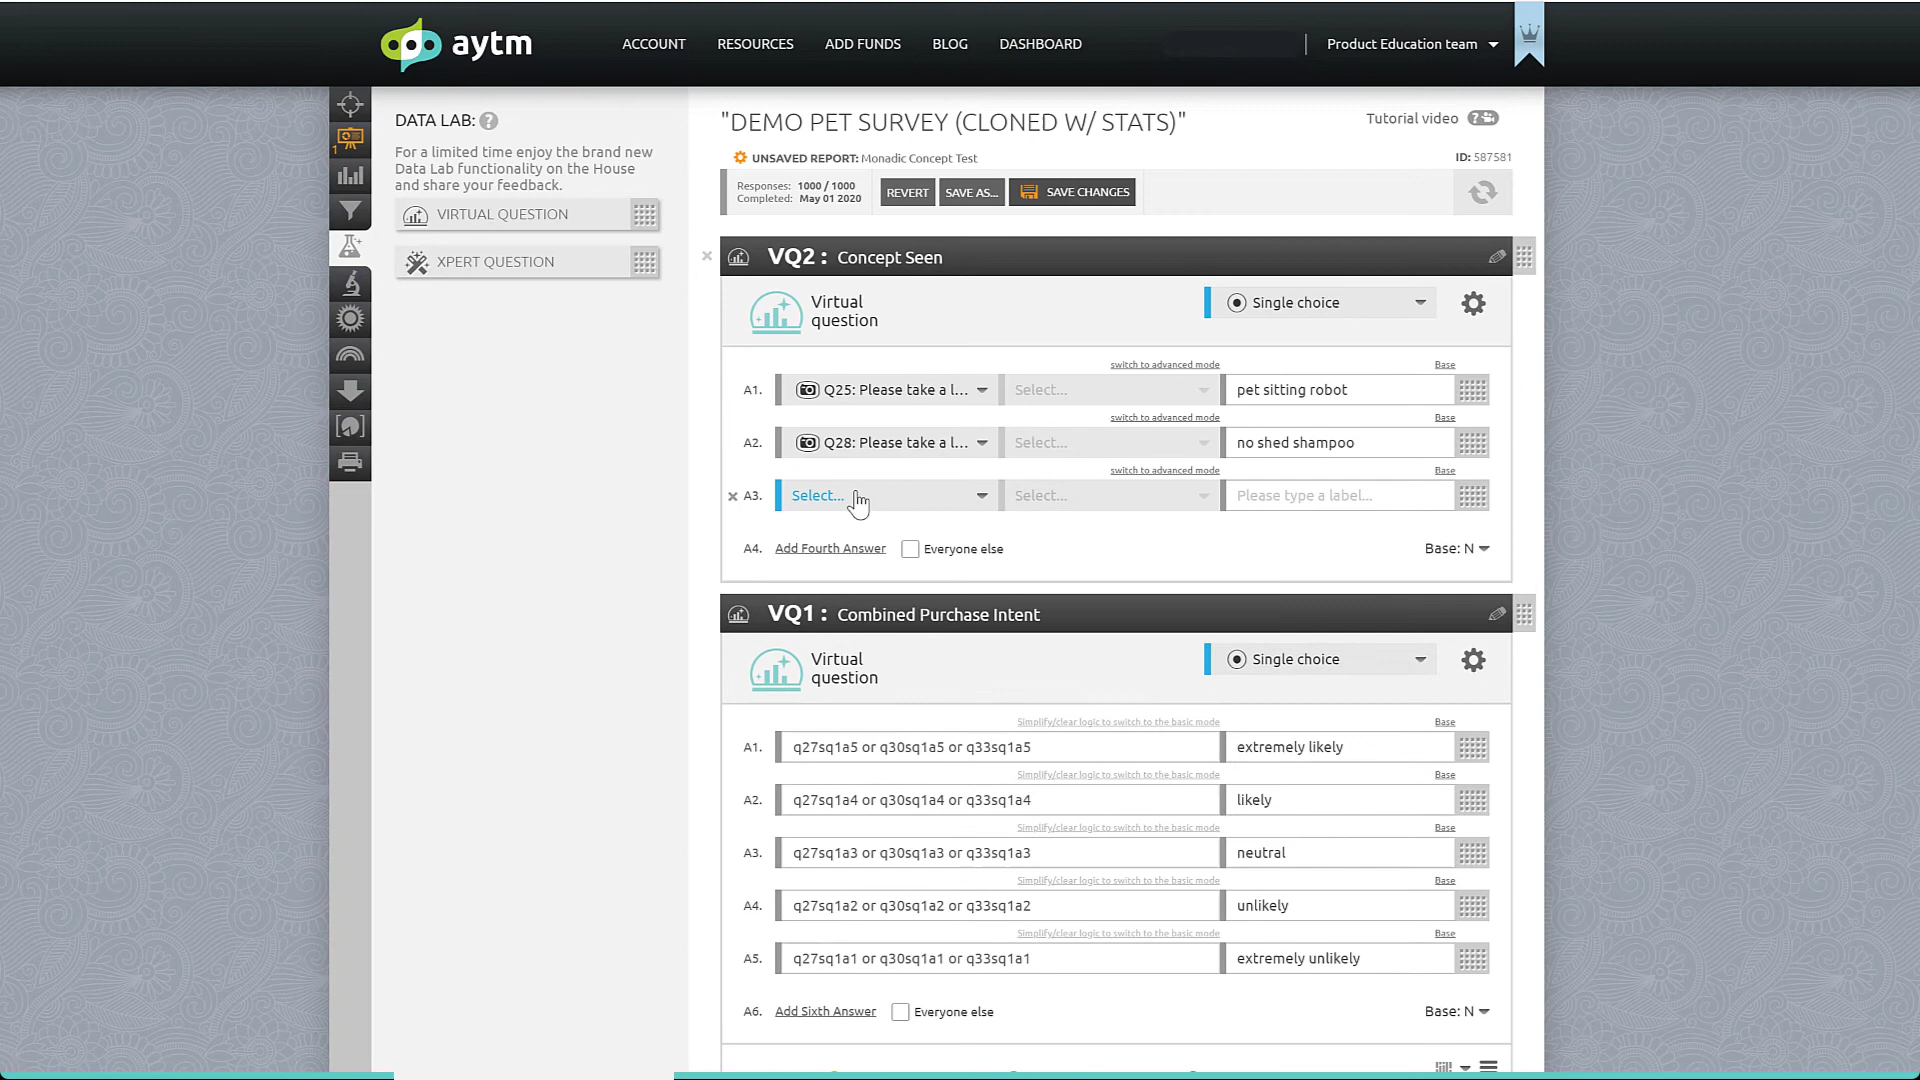 aytm
ACCOUNT RESOURCES ADD FUNDS BLOG DASHBOARD Product Education team
1
DATA LAB: ?
For a limited time enjoy the brand new
Data Lab functionality on the House
and share your feedback.
VIRTUAL QUESTION
XPERT QUESTION
"DEMO PET SURVEY (CLONED W/ STATS)" Tutorial video ?
UNSAVED REPORT: Monadic Concept Test ID: 587581
Responses: 1000 / 1000
Completed: May 01 2020
REVERT SAVE AS... SAVE CHANGES
VQ2 : Concept Seen
Virtual
question
Single choice
switch to advanced mode Base
A1. Q25: Please take a l... Select... pet sitting robot
switch to advanced mode Base
A2. Q28: Please take a l... Select... no shed shampoo
switch to advanced mode Base
A3. Select... Select... Please type a label...
A4. Add Fourth Answer Everyone else Base: N
VQ1 : Combined Purchase Intent
Virtual
question
Single choice
Simplify/clear logic to switch to the basic mode Base
A1. q27sq1a5 or q30sq1a5 or q33sq1a5 extremely likely
Simplify/clear logic to switch to the basic mode Base
A2. q27sq1a4 or q30sq1a4 or q33sq1a4 likely
Simplify/clear logic to switch to the basic mode Base
A3. q27sq1a3 or q30sq1a3 or q33sq1a3 neutral
Simplify/clear logic to switch to the basic mode Base
A4. q27sq1a2 or q30sq1a2 or q33sq1a2 unlikely
Simplify/clear logic to switch to the basic mode Base
A5. q27sq1a1 or q30sq1a1 or q33sq1a1 extremely unlikely
A6. Add Sixth Answer Everyone else Base: N